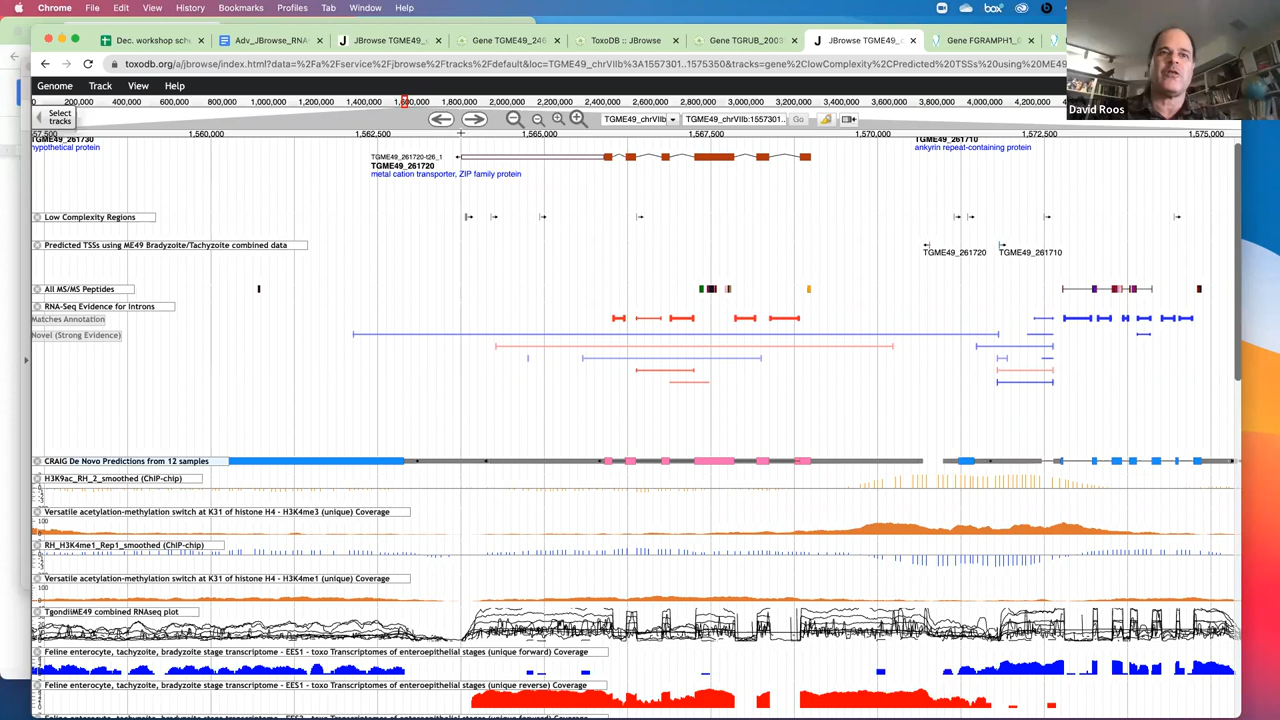 Chrome File Edit View History Bookmarks Profiles Tab Window Help
box
Dec. workshop sch
Adv_JBrowse_RNA
JBrowse TGME49_c
Gene TGME49_246
ToxoDB :: JBrowse
Gene TGRUB_2003
JBrowse TGME49_c
Gene FGRAMPH1_0
toxodb.org/a/jbrowse/index.html?data=%2Fa%2Fservice%2Fjbrowse%2Ftracks%2Fdefault&loc=TGME49_chrVIIb%3A1557301..1575350&tracks=gene%2ClowComplexity%2CPredicted%20TSSs%20using%20ME49
David Roos
Genome Track View Help
0 200,000 400,000 600,000 800,000 1,000,000 1,200,000 1,400,000 1,600,000 1,800,000 2,000,000 2,200,000 2,400,000 2,600,000 2,800,000 3,000,000 3,200,000 3,400,000 3,600,000 3,800,000 4,000,000 4,200,000
Select tracks
TGME49_chrVIIb
TGME49_chrVIIb:1557301..
Go
57,500 1,560,000 1,562,500 1,565,000 1,567,500 1,570,000 1,572,500 1,575,000
TGME49_261730
hypothetical protein
TGME49_261710
ankyrin repeat-containing protein
TGME49_261720-t26_1
TGME49_261720
metal cation transporter, ZIP family protein
Low Complexity Regions
Predicted TSSs using ME49 Bradyzoite/Tachyzoite combined data
TGME49_261720
TGME49_261710
All MS/MS Peptides
RNA-Seq Evidence for Introns
Matches Annotation
Novel (Strong Evidence)
CRAIG De Novo Predictions from 12 samples
H3K9ac_RH_2_smoothed (ChIP-chip)
Versatile acetylation-methylation switch at K31 of histone H4 - H3K4me3 (unique) Coverage
100
RH_H3K4me1_Rep1_smoothed (ChIP-chip)
Versatile acetylation-methylation switch at K31 of histone H4 - H3K4me1 (unique) Coverage
100
TgondiiME49 combined RNAseq plot
Feline enterocyte, tachyzoite, bradyzoite stage transcriptome - EES1 - toxo Transcriptomes of enteroepithelial stages (unique forward) Coverage
Feline enterocyte, tachyzoite, bradyzoite stage transcriptome - EES1 - toxo Transcriptomes of enteroepithelial stages (unique reverse) Coverage